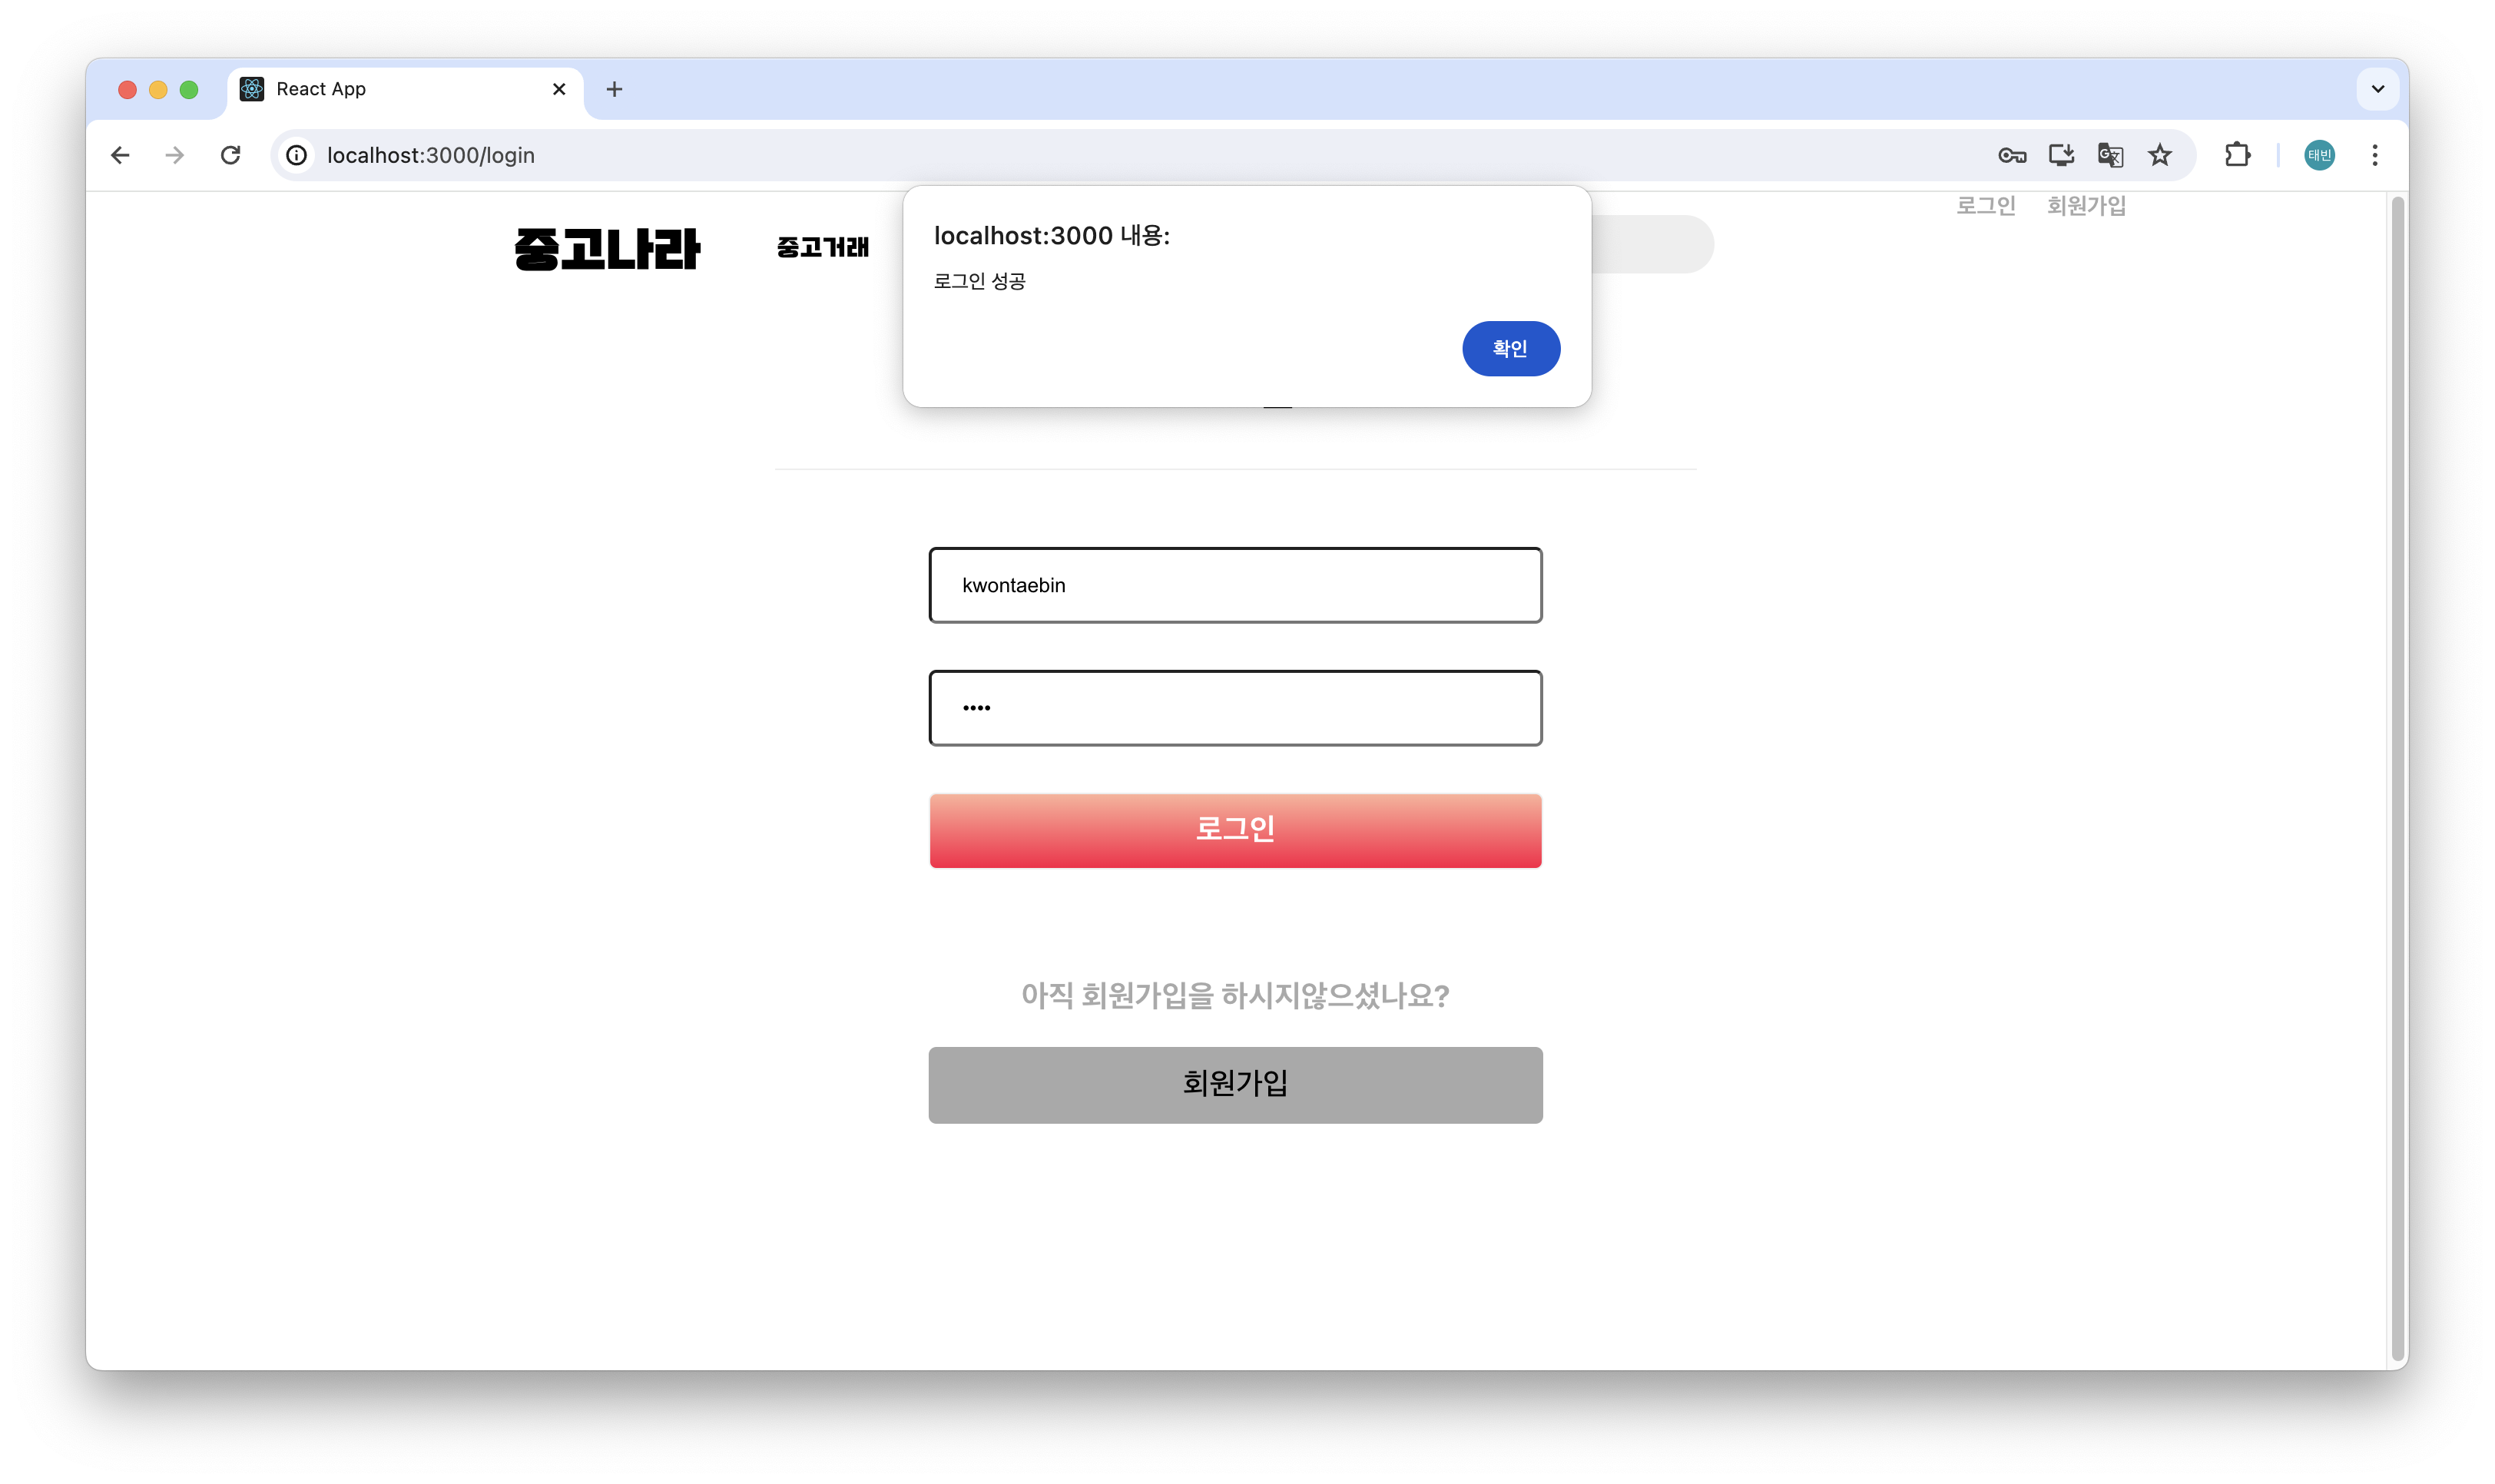 React App
localhost:3000/login
태빈
로그인 회원가입
중고나라 중고거래
localhost:3000 내용:
로그인 성공
확인
kwontaebin
••••
로그인
아직 회원가입을 하시지않으셨나요?
회원가입